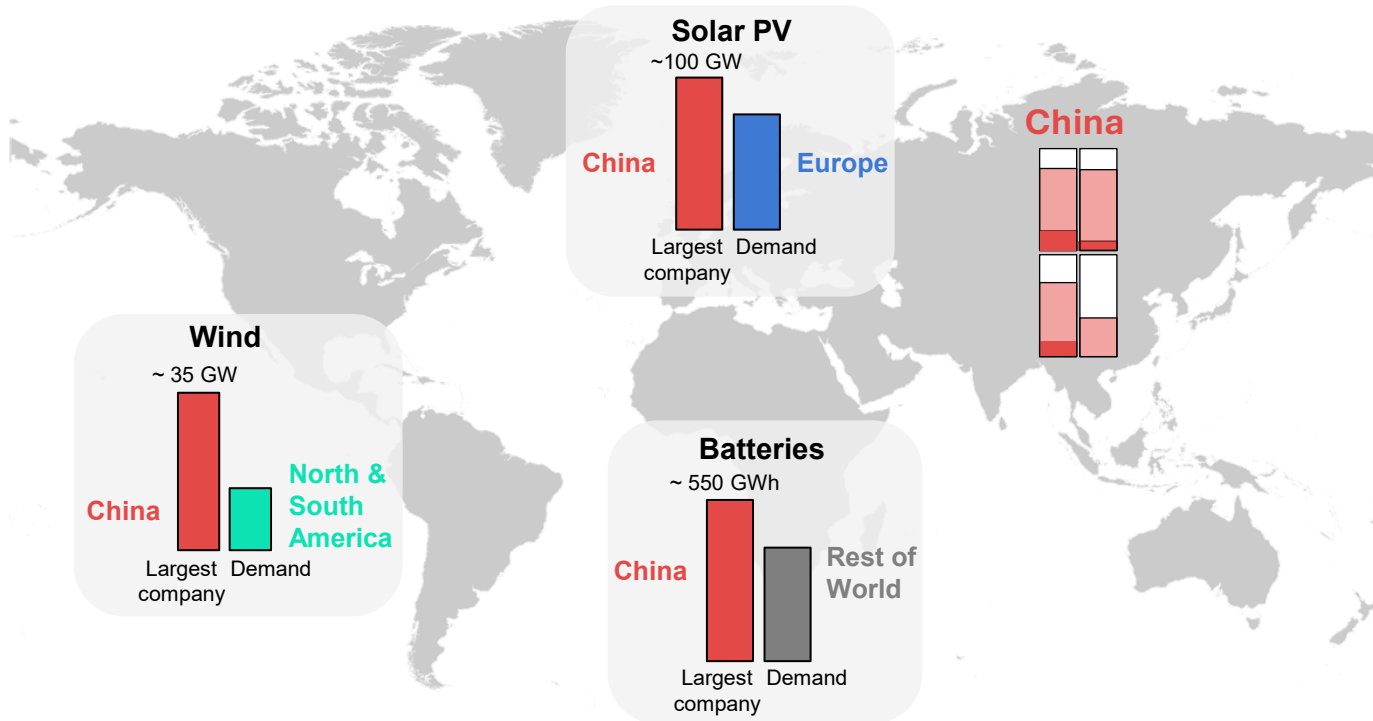 Solar PV
~100 GW
China
Europe
Largest
company
Demand
China
Wind
~ 35 GW
China
North &
South
America
Largest
company
Demand
Batteries
~ 550 GWh
China
Rest of
World
Largest
company
Demand